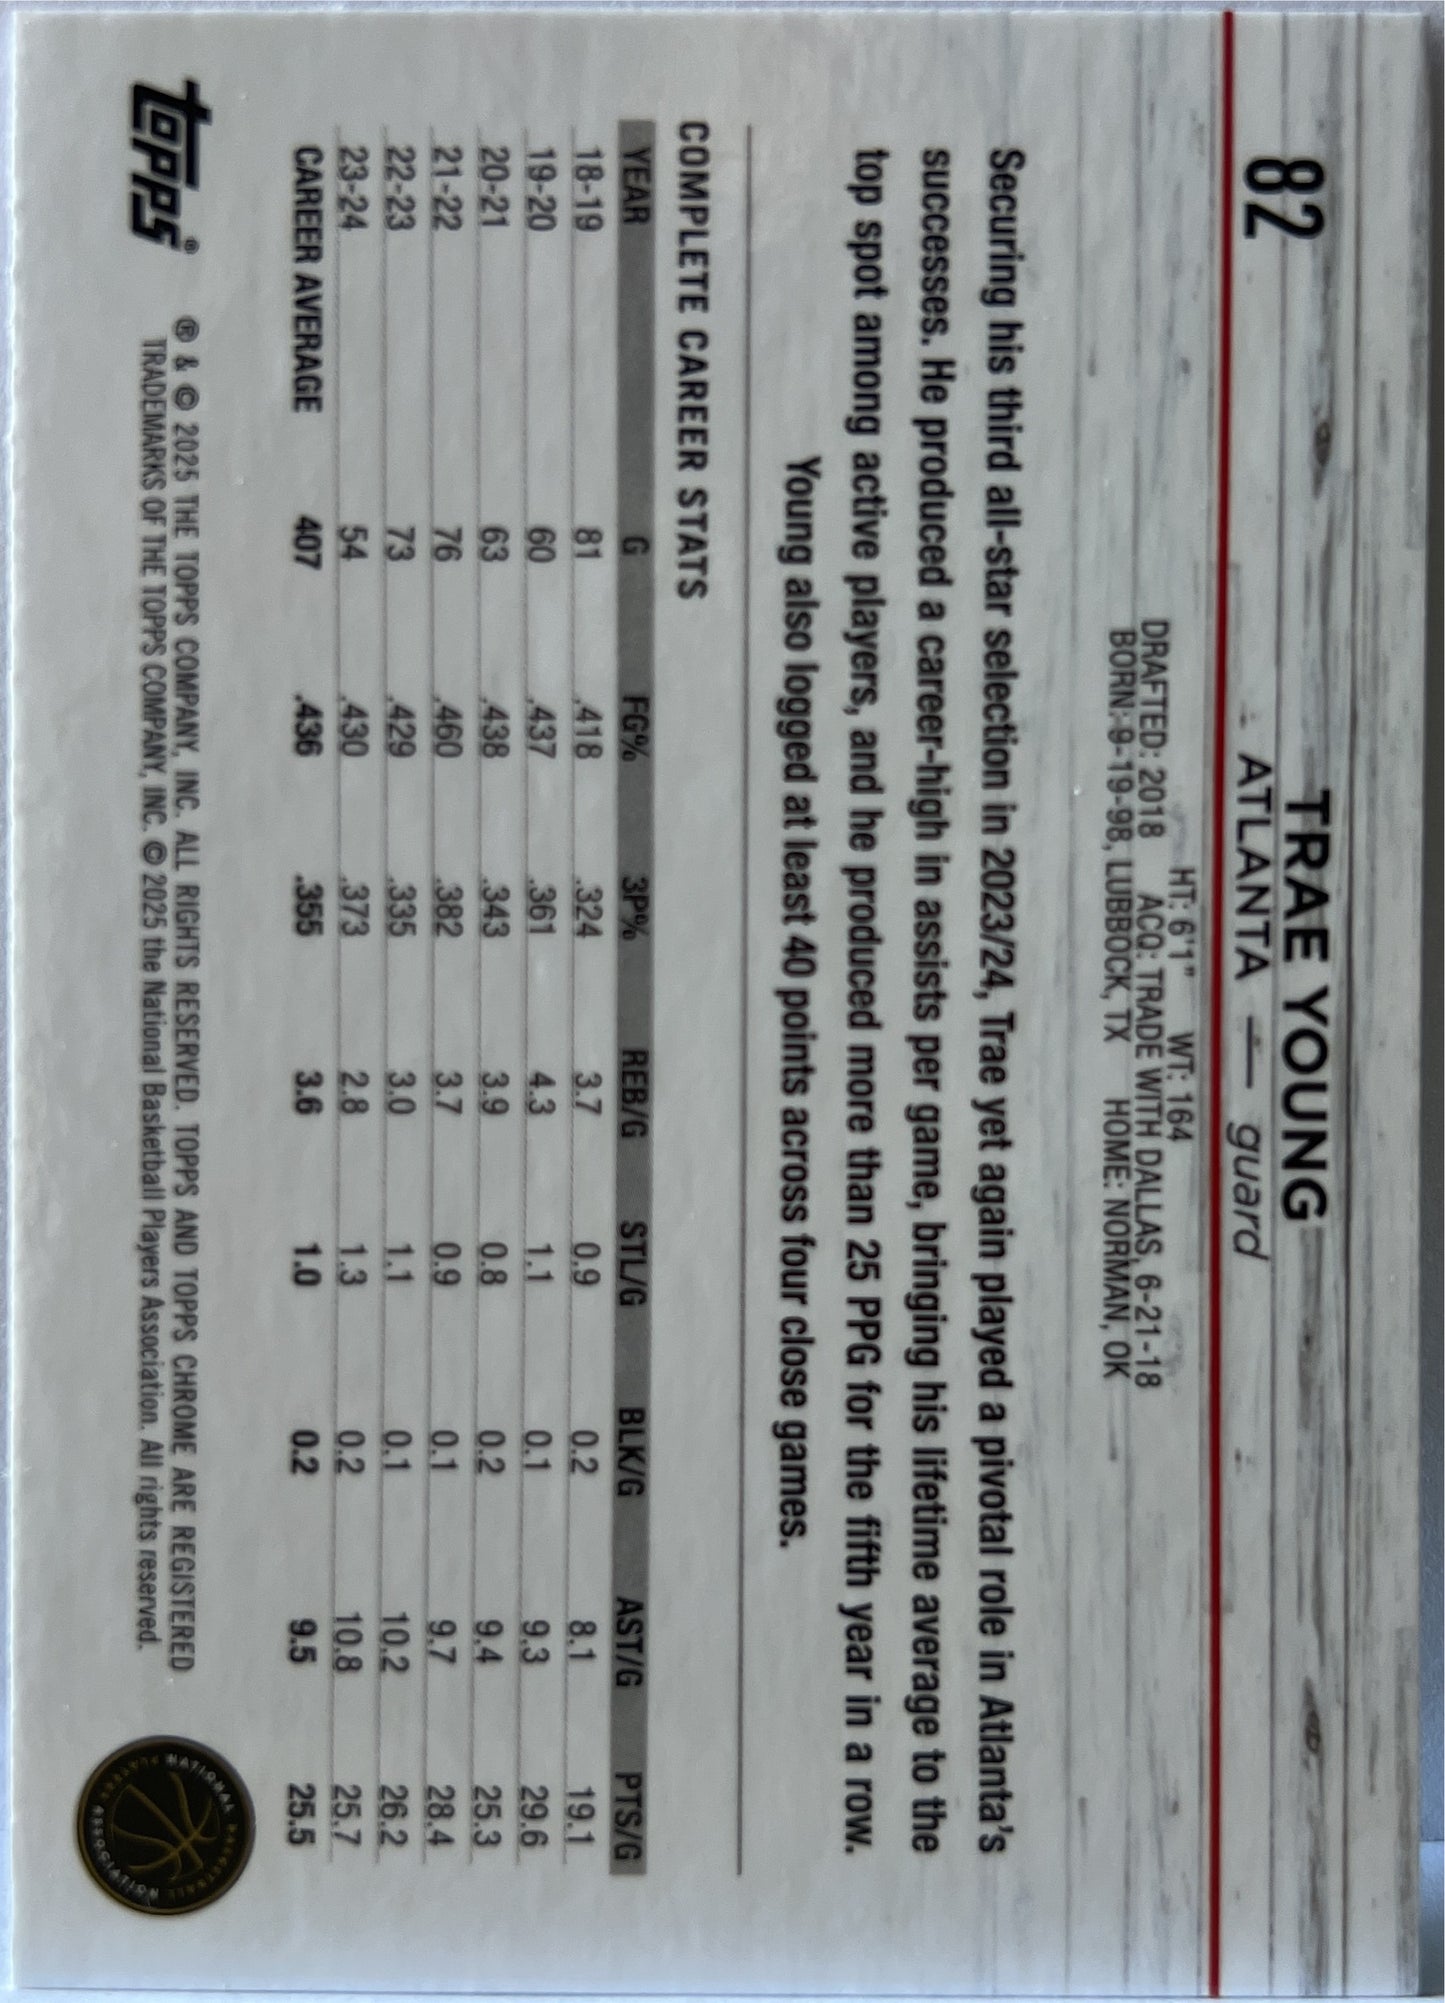 82
TRAE YOUNG
ATLANTA — guard
HT: 6'1" WT: 164
DRAFTED: 2018 ACQ: TRADE WITH DALLAS, 6-21-18
BORN: 9-19-98, LUBBOCK, TX HOME: NORMAN, OK
Securing his third all-star selection in 2023/24, Trae yet again played a pivotal role in Atlanta's
successes. He produced a career-high in assists per game, bringing his lifetime average to the
top spot among active players, and he produced more than 25 PPG for the fifth year in a row.
Young also logged at least 40 points across four close games.
COMPLETE CAREER STATS
YEAR G FG% 3P% REB/G STL/G BLK/G AST/G PTS/G
18-19 81 .418 .324 3.7 0.9 0.2 8.1 19.1
19-20 60 .437 .361 4.3 1.1 0.1 9.3 29.6
20-21 63 .438 .343 3.9 0.8 0.2 9.4 25.3
21-22 76 .460 .382 3.7 0.9 0.1 9.7 28.4
22-23 73 .429 .335 3.0 1.1 0.1 10.2 26.2
23-24 54 .430 .373 2.8 1.3 0.2 10.8 25.7
CAREER AVERAGE 407 .436 .355 3.6 1.0 0.2 9.5 25.5
topps®
® & © 2025 THE TOPPS COMPANY, INC. ALL RIGHTS RESERVED. TOPPS AND TOPPS CHROME ARE REGISTERED
TRADEMARKS OF THE TOPPS COMPANY, INC. © 2025 the National Basketball Players Association. All rights reserved.
NATIONAL BASKETBALL PLAYERS ASSOCIATION